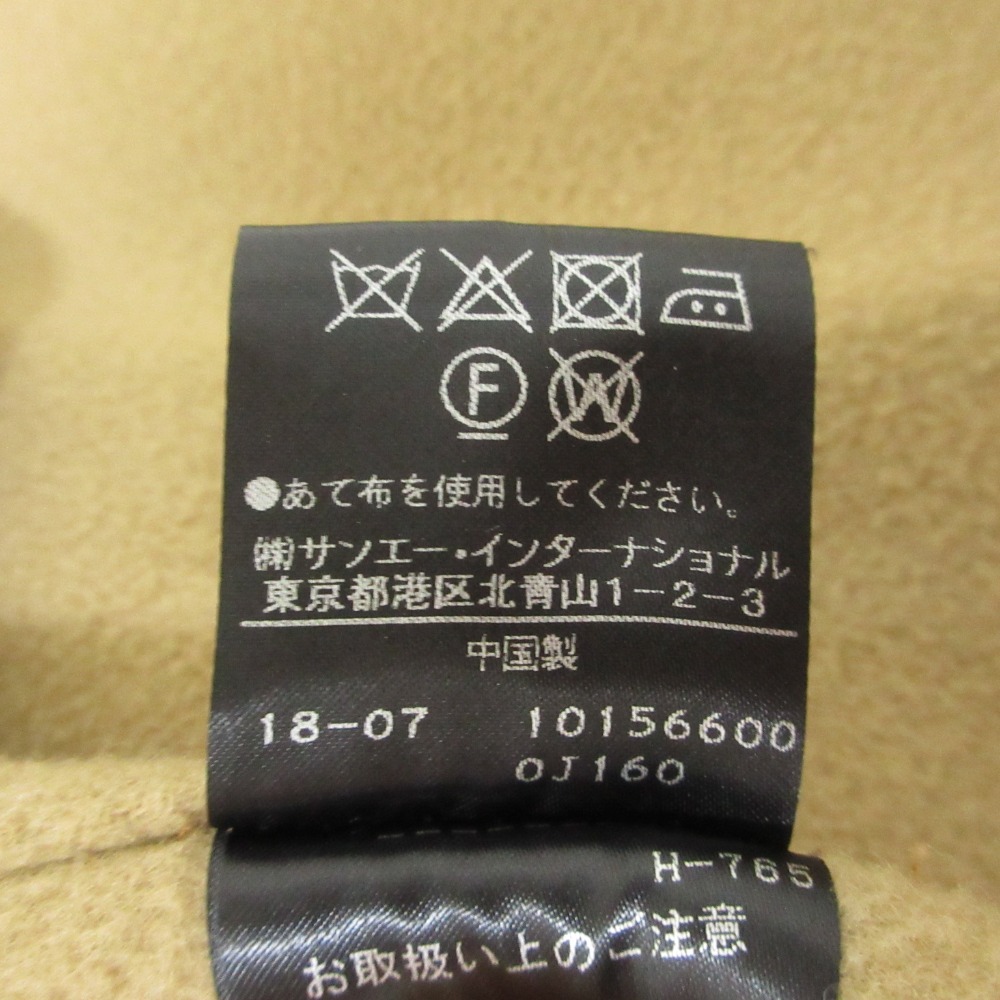 F W
●あて布を使用してください。
㈱サンエー・インターナショナル
東京都港区北青山1-2-3
中国製
18-07 10156600
0J160
H-765
お取扱い上のご注意